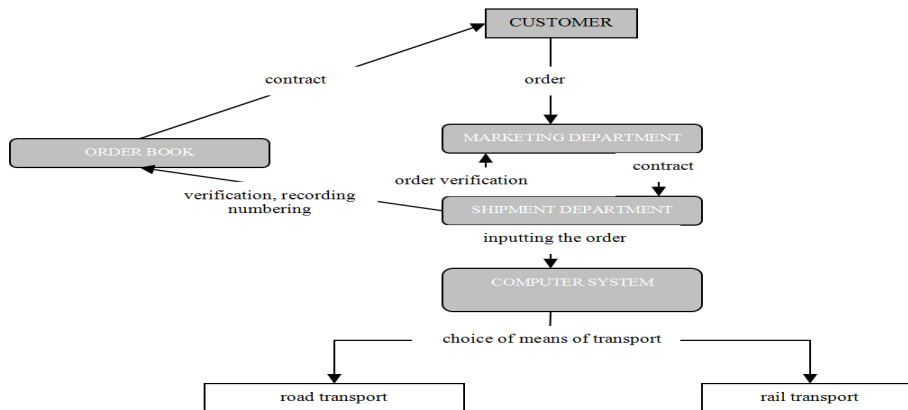 CUSTOMER
contract
order
MARKETING DEPARTMENT
ORDER BOOK
contract
order verification
verification, recording
numbering
SHIPMENT DEPARTMENT
inputting the order
COMPUTER SYSTEM
choice of means of transport
road transport
rail transport